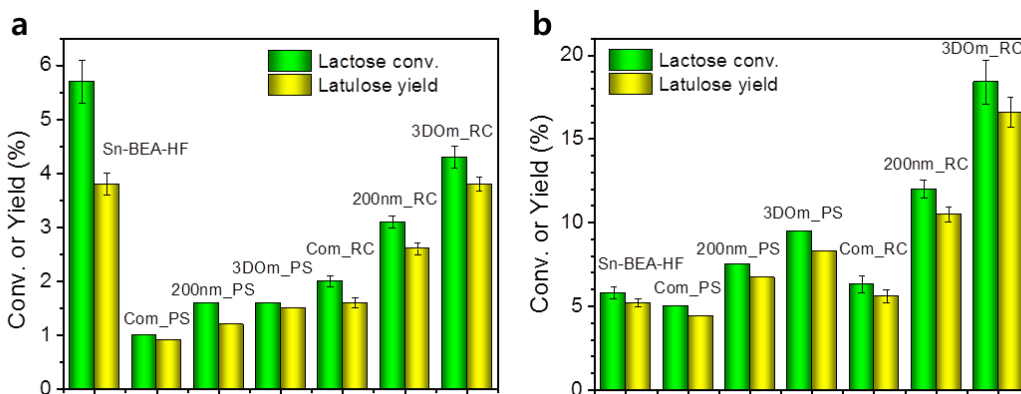 a
Conv. or Yield (%)
6
5
4
3
2
1
0
Lactose conv.
Latulose yield
Sn-BEA-HF
Com_PS
200nm_PS
3DOm_PS
Com_RC
200nm_RC
3DOm_RC
b
Conv. or Yield (%)
20
15
10
5
0
Lactose conv.
Latulose yield
Sn-BEA-HF
Com_PS
200nm_PS
3DOm_PS
Com_RC
200nm_RC
3DOm_RC